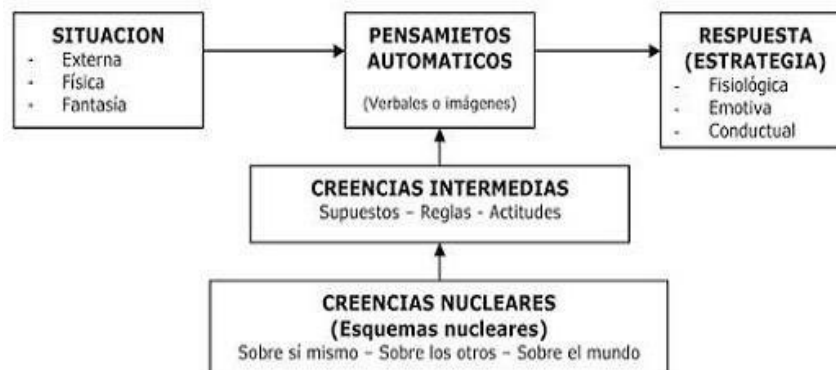 SITUACION
- Externa
- Física
- Fantasía
PENSAMIETOS
AUTOMATICOS
(Verbales o imágenes)
RESPUESTA
(ESTRATEGIA)
- Fisiológica
- Emotiva
- Conductual
CREENCIAS INTERMEDIAS
Supuestos – Reglas - Actitudes
CREENCIAS NUCLEARES
(Esquemas nucleares)
Sobre sí mismo – Sobre los otros – Sobre el mundo